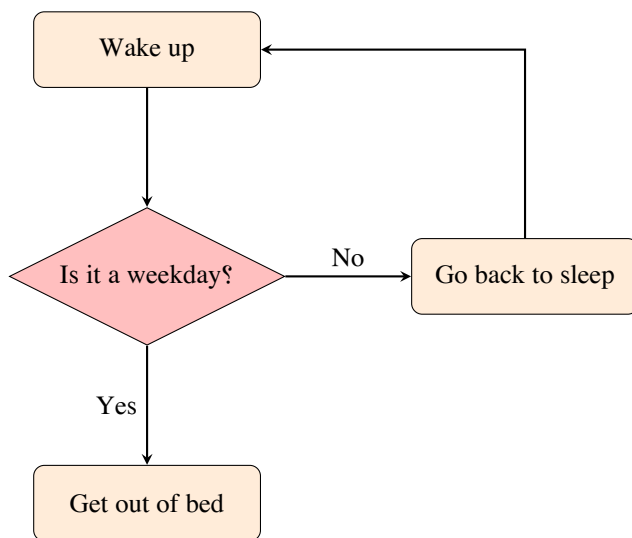 Wake up
Is it a weekday؟
No
Go back to sleep
Yes
Get out of bed